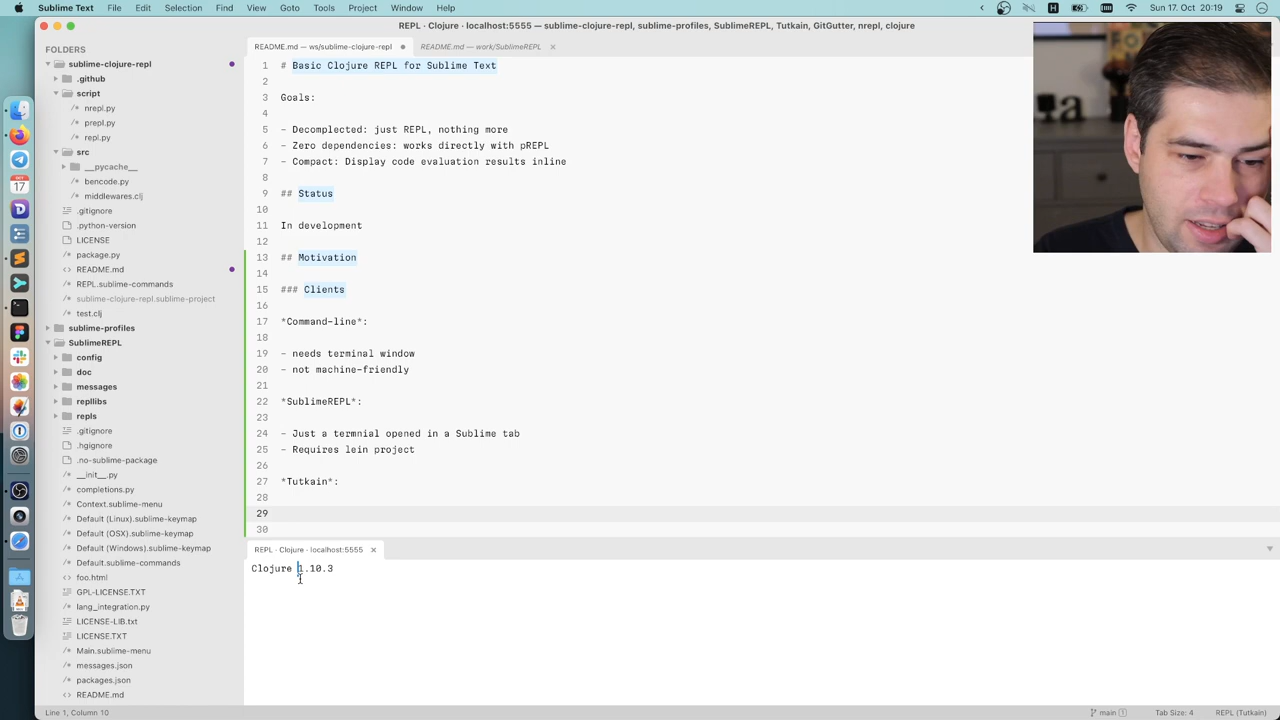 Sublime Text File Edit Selection Find View Goto Tools Project Window Help
Sun 17. Oct 20:19
REPL · Clojure · localhost:5555 — sublime-clojure-repl, sublime-profiles, SublimeREPL, Tutkain, GitGutter, nrepl, clojure
FOLDERS
sublime-clojure-repl
.github
script
nrepl.py
prepl.py
repl.py
src
__pycache__
bencode.py
middlewares.clj
.gitignore
.python-version
LICENSE
package.py
README.md
REPL.sublime-commands
sublime-clojure-repl.sublime-project
test.clj
sublime-profiles
SublimeREPL
config
doc
messages
repllibs
repls
.gitignore
.hgignore
.no-sublime-package
__init__.py
completions.py
Context.sublime-menu
Default (Linux).sublime-keymap
Default (OSX).sublime-keymap
Default (Windows).sublime-keymap
Default.sublime-commands
foo.html
GPL-LICENSE.TXT
lang_integration.py
LICENSE-LIB.txt
LICENSE.TXT
Main.sublime-menu
messages.json
packages.json
README.md
README.md — ws/sublime-clojure-repl
README.md — work/SublimeREPL
1 # Basic Clojure REPL for Sublime Text
2
3 Goals:
4
5 - Decomplected: just REPL, nothing more
6 - Zero dependencies: works directly with pREPL
7 - Compact: Display code evaluation results inline
8
9 ## Status
10
11 In development
12
13 ## Motivation
14
15 ### Clients
16
17 *Command-line*:
18
19 - needs terminal window
20 - not machine-friendly
21
22 *SublimeREPL*:
23
24 - Just a termnial opened in a Sublime tab
25 - Requires lein project
26
27 *Tutkain*:
28
29
30
REPL · Clojure · localhost:5555
Clojure 1.10.3
Line 1, Column 10
main 1
Tab Size: 4
REPL (Tutkain)